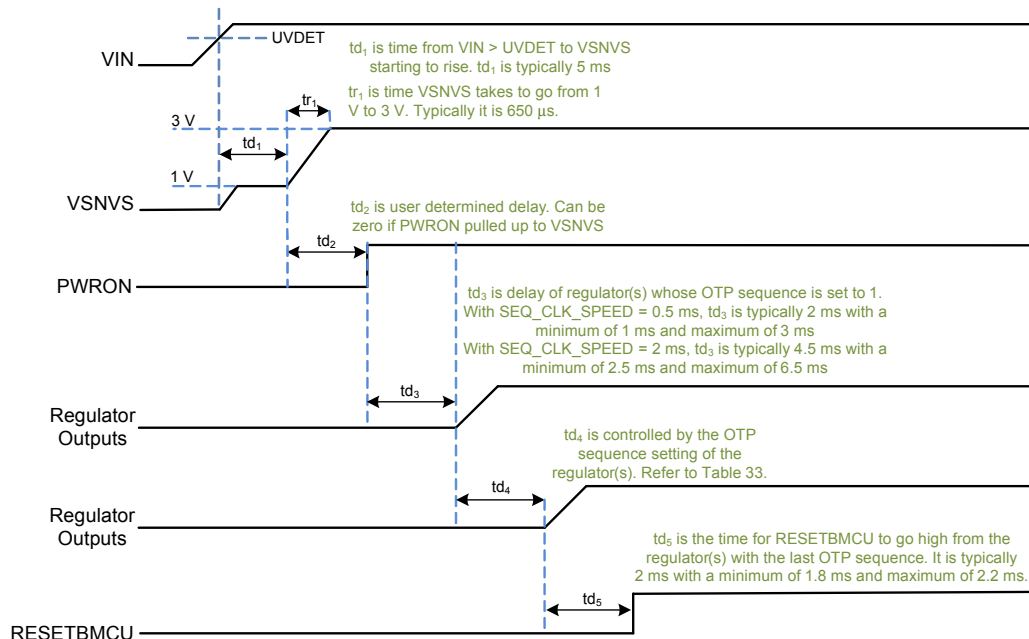 UVDET
VIN
td1 is time from VIN > UVDET to VSNVS
starting to rise. td1 is typically 5 ms
tr1 is time VSNVS takes to go from 1
V to 3 V. Typically it is 650 μs.
tr1
3 V
td1
1 V
VSNVS
td2 is user determined delay. Can be
zero if PWRON pulled up to VSNVS
td2
PWRON
td3 is delay of regulator(s) whose OTP sequence is set to 1.
With SEQ_CLK_SPEED = 0.5 ms, td3 is typically 2 ms with a
minimum of 1 ms and maximum of 3 ms
With SEQ_CLK_SPEED = 2 ms, td3 is typically 4.5 ms with a
minimum of 2.5 ms and maximum of 6.5 ms
td3
Regulator
Outputs
td4 is controlled by the OTP
sequence setting of the
regulator(s). Refer to Table 33.
td4
Regulator
Outputs
td5 is the time for RESETBMCU to go high from the
regulator(s) with the last OTP sequence. It is typically
2 ms with a minimum of 1.8 ms and maximum of 2.2 ms.
td5
RESETBMCU